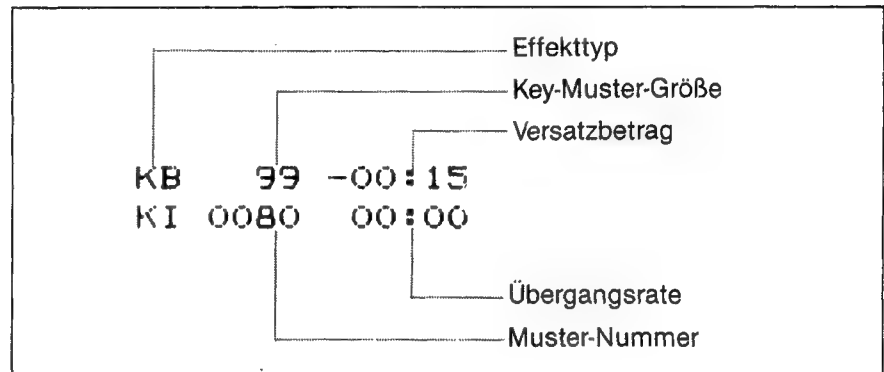 Effekttyp
Key-Muster-Größe
Versatzbetrag
KB 99 -00:15
KI 0080 00:00
Übergangsrate
Muster-Nummer